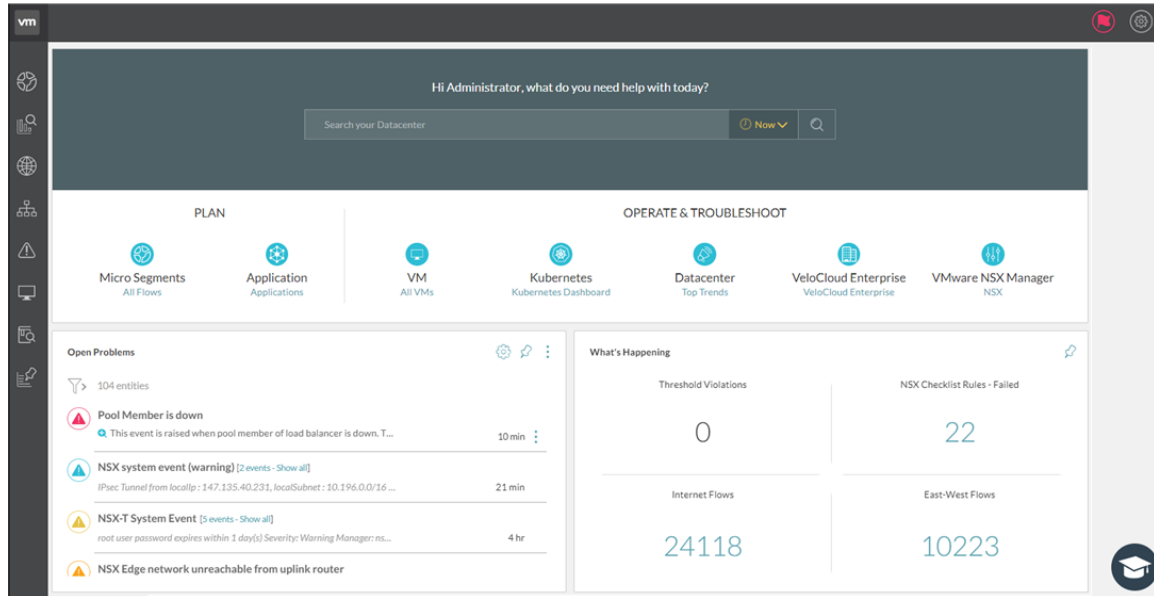 vm
Hi Administrator, what do you need help with today?
Search your Datacenter
Now
PLAN
OPERATE & TROUBLESHOOT
Micro Segments
All Flows
Application
Applications
VM
All VMs
Kubernetes
Kubernetes Dashboard
Datacenter
Top Trends
VeloCloud Enterprise
VeloCloud Enterprise
VMware NSX Manager
NSX
Open Problems
104 entities
Pool Member is down
This event is raised when pool member of load balancer is down. T...
10 min
NSX system event (warning) [2 events - Show all]
IPsec Tunnel from localIp : 147.135.40.231, localSubnet : 10.196.0.0/16 ...
21 min
NSX-T System Event [5 events - Show all]
root user password expires within 1 day(s) Severity: Warning Manager: ns...
4 hr
NSX Edge network unreachable from uplink router
What's Happening
Threshold Violations
0
NSX Checklist Rules - Failed
22
Internet Flows
24118
East-West Flows
10223